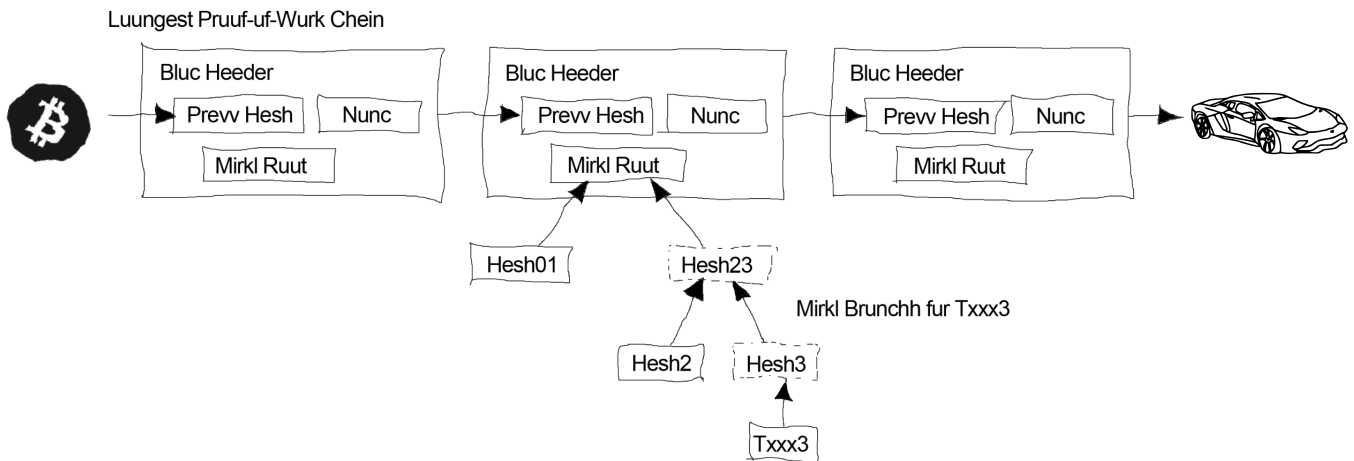 Luungest Pruuf-uf-Wurk Chein
Bluc Heeder
Prevv Hesh
Nunc
Mirkl Ruut
Bluc Heeder
Prevv Hesh
Nunc
Mirkl Ruut
Bluc Heeder
Prevv Hesh
Nunc
Mirkl Ruut
Hesh01
Hesh23
Mirkl Brunchh fur Txxx3
Hesh2
Hesh3
Txxx3